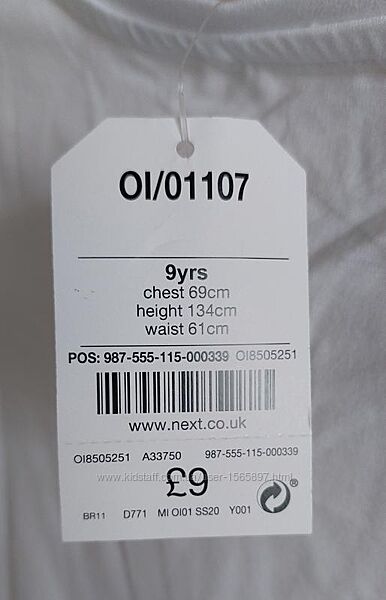 OI/01107
9yrs
chest 69cm
height 134cm
waist 61cm
POS: 987-555-115-000339 OI8505251
www.next.co.uk
OI8505251 A33750 987-555-115-000339
£9
®
BR11 D771 MI OI01 SS20 Y001